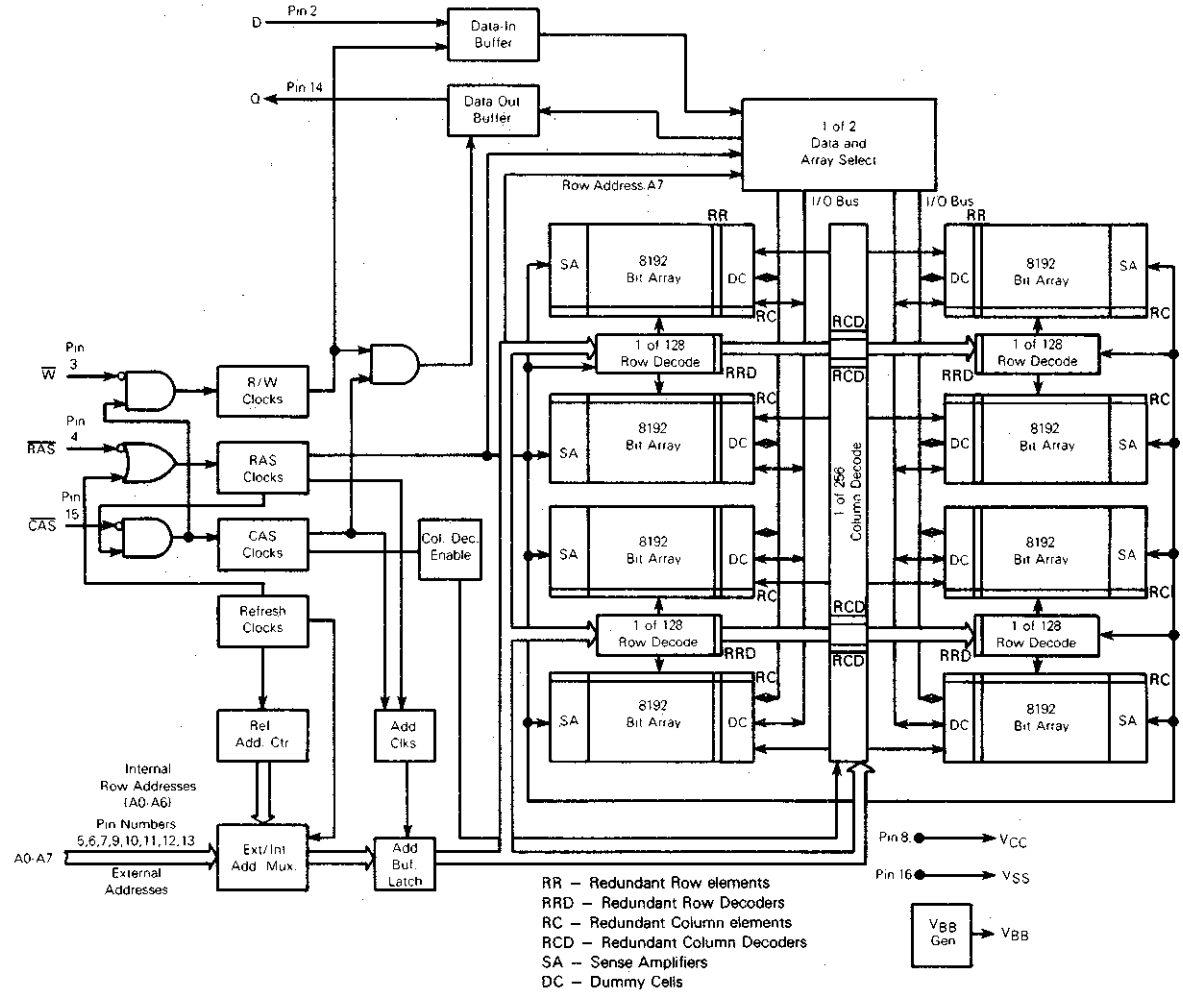 D
Pin 2
Data-In
Buffer
Q
Pin 14
Data Out
Buffer
1 of 2
Data and
Array Select
Row Address A7
I/O Bus
I/O Bus
RR
RR
SA
8192
Bit Array
DC
DC
8192
Bit Array
SA
RC
RCD
RC
1 of 128
Row Decode
RRD
RCD
1 of 128
Row Decode
RRD
Pin
3
W
R/W
Clocks
RC
RC
SA
8192
Bit Array
DC
DC
8192
Bit Array
SA
Pin
4
RAS
RAS
Clocks
1 of 256
Column Decode
Pin
15
CAS
CAS
Clocks
Col. Dec.
Enable
SA
8192
Bit Array
DC
DC
8192
Bit Array
SA
RC
RCD
RC
Refresh
Clocks
1 of 128
Row Decode
RRD
RCD
1 of 128
Row Decode
RRD
RC
RC
SA
8192
Bit Array
DC
DC
8192
Bit Array
SA
Ref
Add. Ctr
Add
Clks
Internal
Row Addresses
(A0-A6)
Pin Numbers
5,6,7,9,10,11,12,13
A0-A7
External
Addresses
Ext/Int
Add Mux.
Add
Buf.
Latch
Pin 8
VCC
Pin 16
VSS
VBB
Gen
VBB
RR – Redundant Row elements
RRD – Redundant Row Decoders
RC – Redundant Column elements
RCD – Redundant Column Decoders
SA – Sense Amplifiers
DC – Dummy Cells